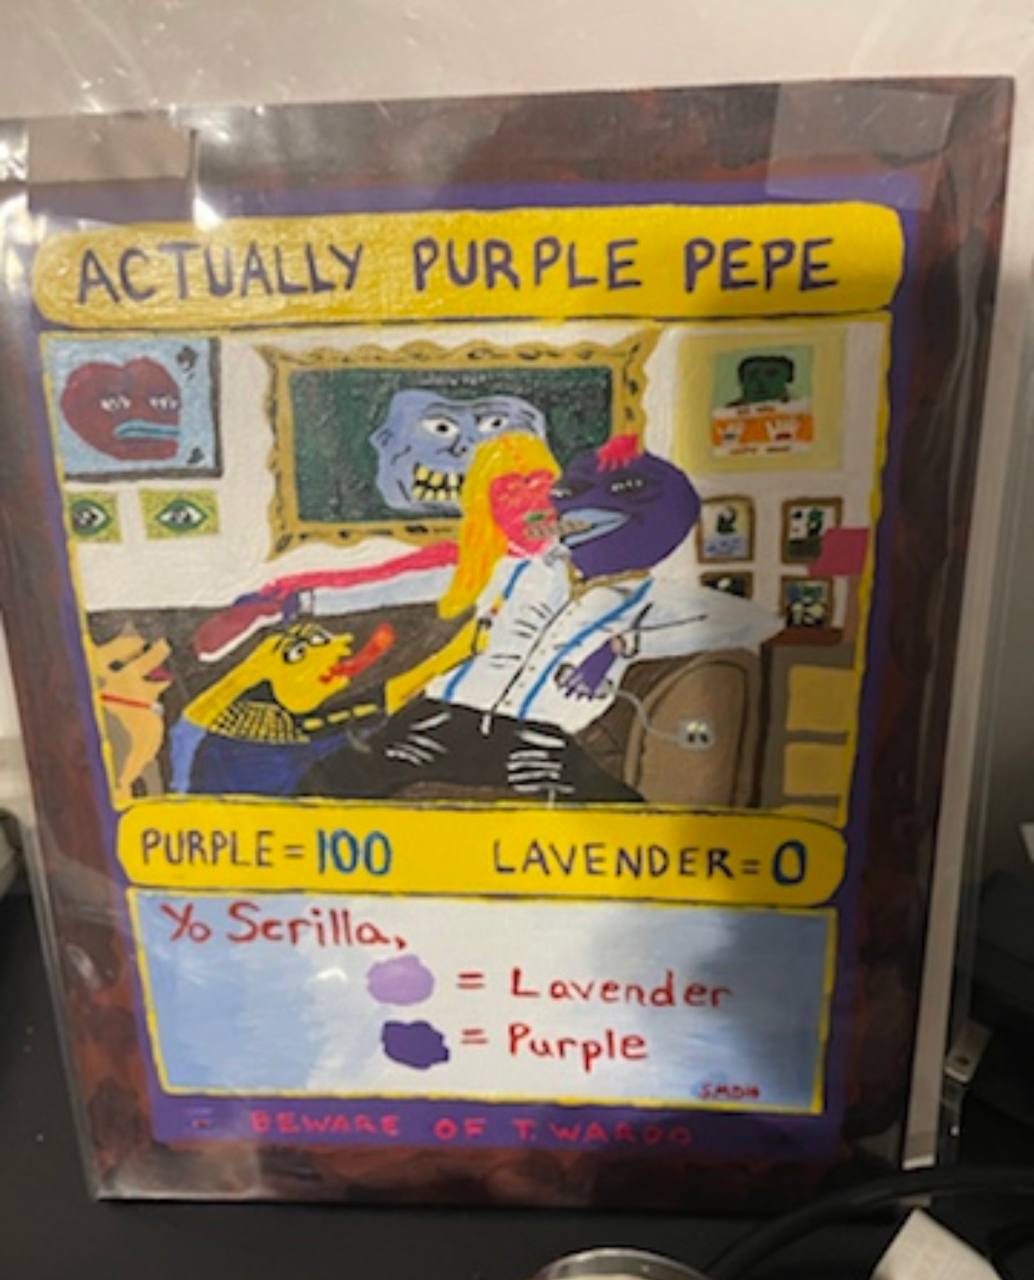 ACTUALLY PURPLE PEPE
PURPLE = 100 LAVENDER = 0
Yo Scrilla,
= Lavender
= Purple
SMDH
BEWARE OF T. WARDO